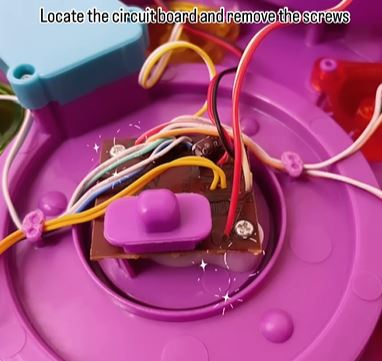 Locate the circuit board and remove the screws